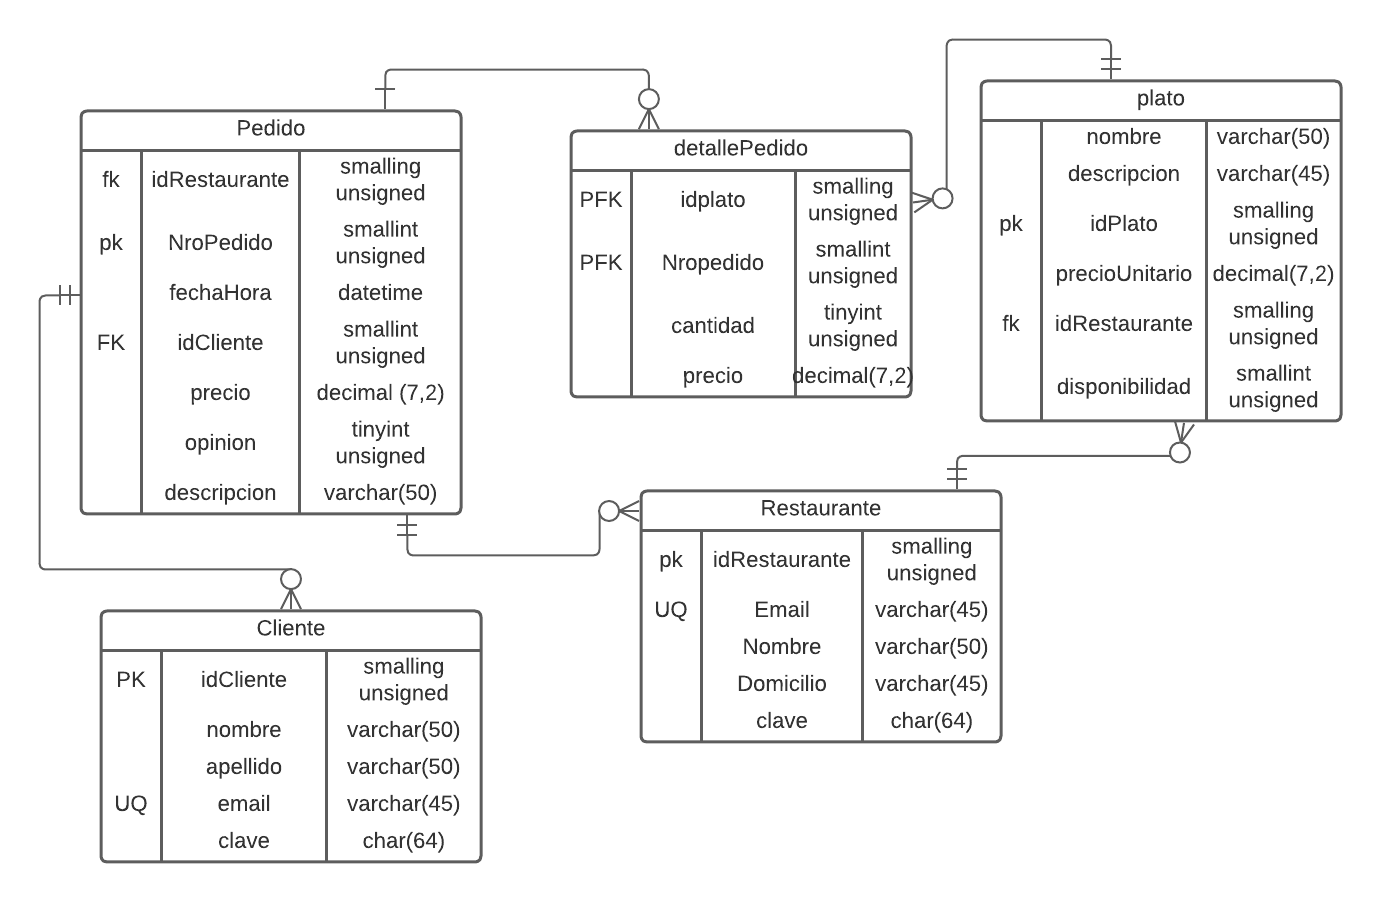 Pedido
fk idRestaurante smalling
unsigned
pk NroPedido smallint
unsigned
fechaHora datetime
FK idCliente smallint
unsigned
precio decimal (7,2)
opinion tinyint
unsigned
descripcion varchar(50)
detallePedido
PFK idplato smalling
unsigned
PFK Nropedido smallint
unsigned
cantidad tinyint
unsigned
precio decimal(7,2)
plato
nombre varchar(50)
descripcion varchar(45)
pk idPlato smalling
unsigned
precioUnitario decimal(7,2)
fk idRestaurante smalling
unsigned
disponibilidad smallint
unsigned
Restaurante
pk idRestaurante smalling
unsigned
UQ Email varchar(45)
Nombre varchar(50)
Domicilio varchar(45)
clave char(64)
Cliente
PK idCliente smalling
unsigned
nombre varchar(50)
apellido varchar(50)
UQ email varchar(45)
clave char(64)